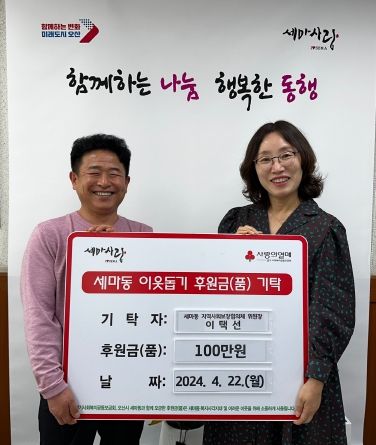 함께하는 변화
미래도시 오산
세마사랑
함께하는 나눔 행복한 동행
세마사랑
사랑의열매
세마동 이웃돕기 후원금(품) 기탁
기 탁 자:
세마동 지역사회보장협의체 위원장
이 택 선
후원금(품):
100만원
날 짜:
2024. 4. 22.(월)